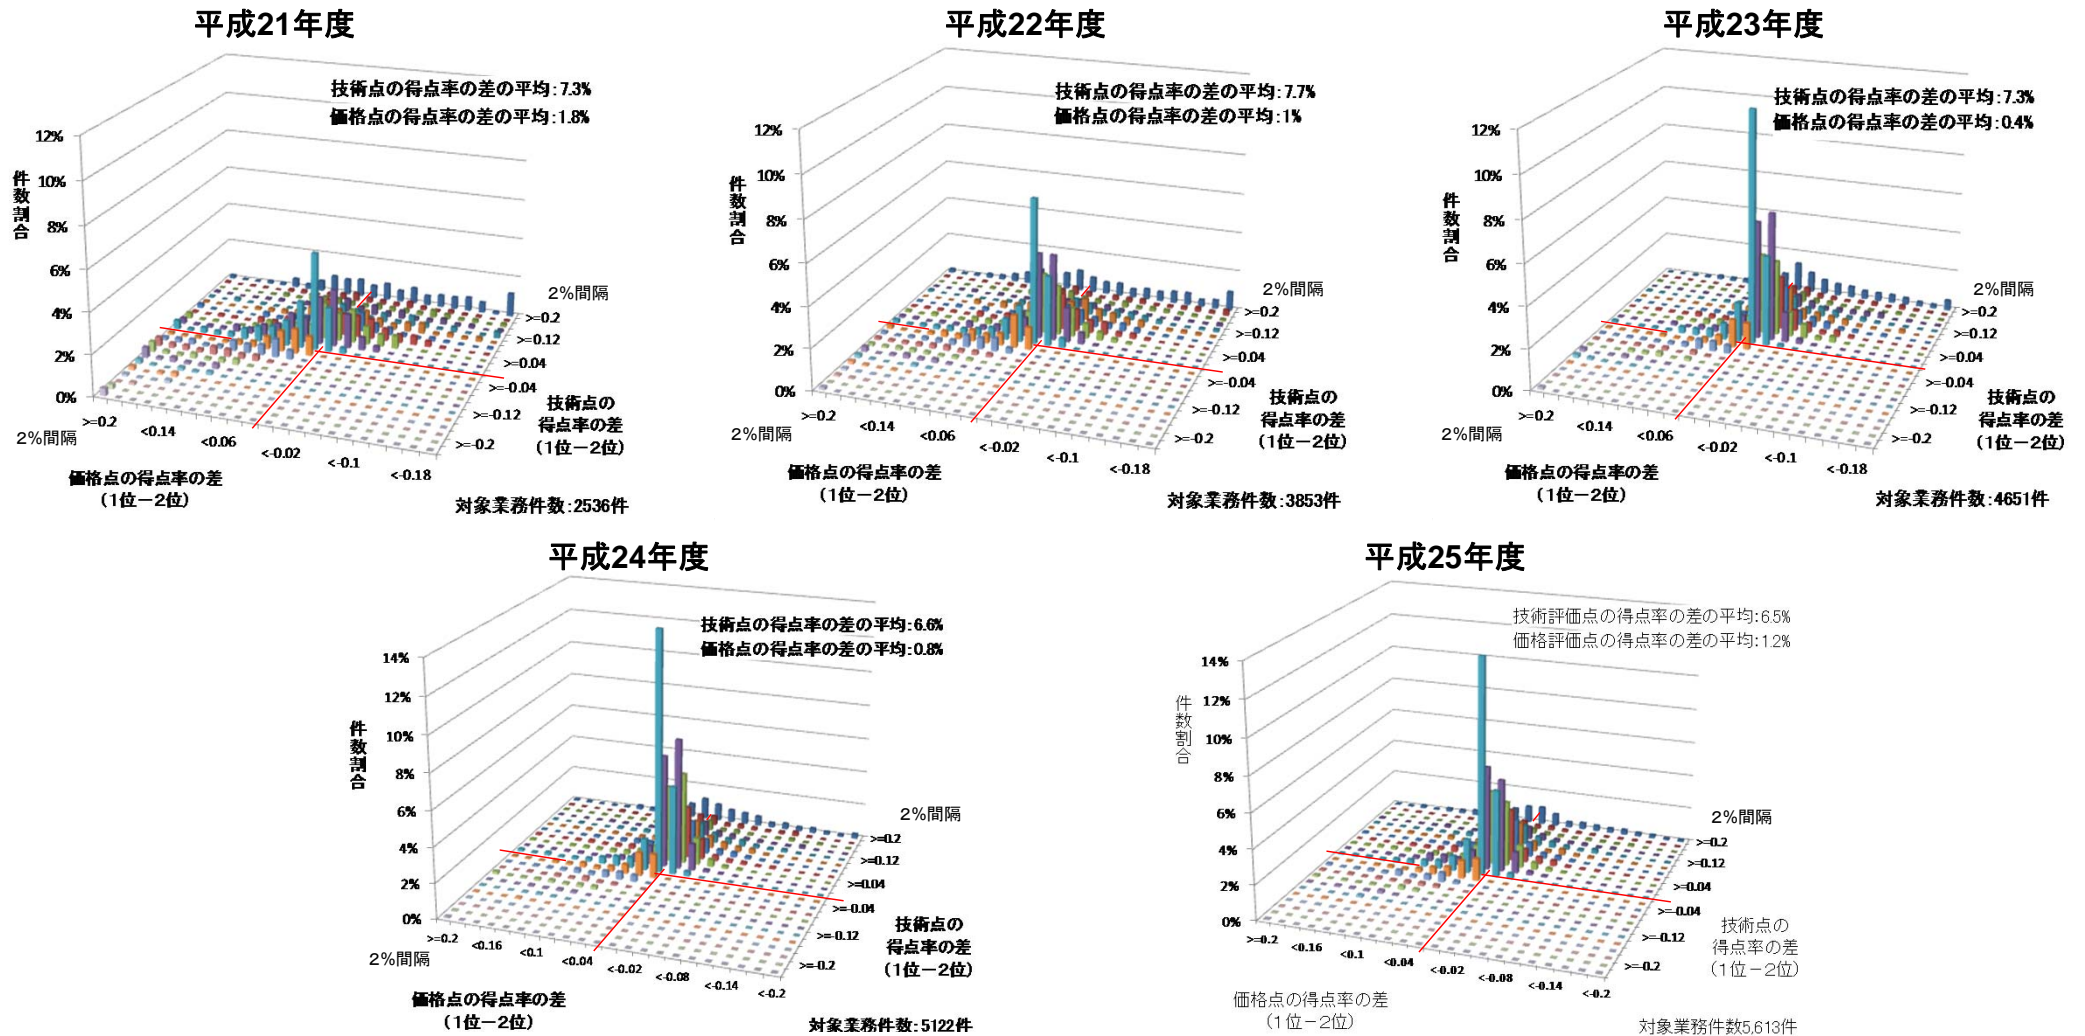 平成21年度
技術点の得点率の差の平均:7.3%
価格点の得点率の差の平均:1.8%
12%
10%
8%
6%
4%
2%
0%
件数割合
2%間隔
>=0.2
>=0.12
>=0.04
>=-0.04
>=-0.12
>=-0.2
技術点の
得点率の差
(1位－2位)
>=0.2
<0.14
<0.06
<-0.02
<-0.1
<-0.18
2%間隔
価格点の得点率の差
(1位－2位)
対象業務件数:2536件
平成22年度
技術点の得点率の差の平均:7.7%
価格点の得点率の差の平均:1%
12%
10%
8%
6%
4%
2%
0%
件数割合
2%間隔
>=0.2
>=0.12
>=0.04
>=-0.04
>=-0.12
>=-0.2
技術点の
得点率の差
(1位－2位)
>=0.2
<0.14
<0.06
<-0.02
<-0.1
<-0.18
2%間隔
価格点の得点率の差
(1位－2位)
対象業務件数:3853件
平成23年度
技術点の得点率の差の平均:7.3%
価格点の得点率の差の平均:0.4%
12%
10%
8%
6%
4%
2%
0%
件数割合
2%間隔
>=0.2
>=0.12
>=0.04
>=-0.04
>=-0.12
>=-0.2
技術点の
得点率の差
(1位－2位)
>=0.2
<0.14
<0.06
<-0.02
<-0.1
<-0.18
2%間隔
価格点の得点率の差
(1位－2位)
対象業務件数:4651件
平成24年度
技術点の得点率の差の平均:6.6%
価格点の得点率の差の平均:0.8%
14%
12%
10%
8%
6%
4%
2%
0%
件数割合
2%間隔
>=0.2
>=0.12
>=0.04
>=-0.04
>=-0.12
>=-0.2
技術点の
得点率の差
(1位－2位)
>=0.2
<0.16
<0.1
<0.04
<-0.02
<-0.08
<-0.14
<-0.2
2%間隔
価格点の得点率の差
(1位－2位)
対象業務件数:5122件
平成25年度
技術評価点の得点率の差の平均:6.5%
価格評価点の得点率の差の平均:1.2%
14%
12%
10%
8%
6%
4%
2%
0%
件数割合
2%間隔
>=0.2
>=0.12
>=0.04
>=-0.04
>=-0.12
>=-0.2
技術点の
得点率の差
(1位－2位)
>=0.2
<0.16
<0.1
<0.04
<-0.02
<-0.08
<-0.14
<-0.2
価格点の得点率の差
(1位－2位)
対象業務件数5,613件